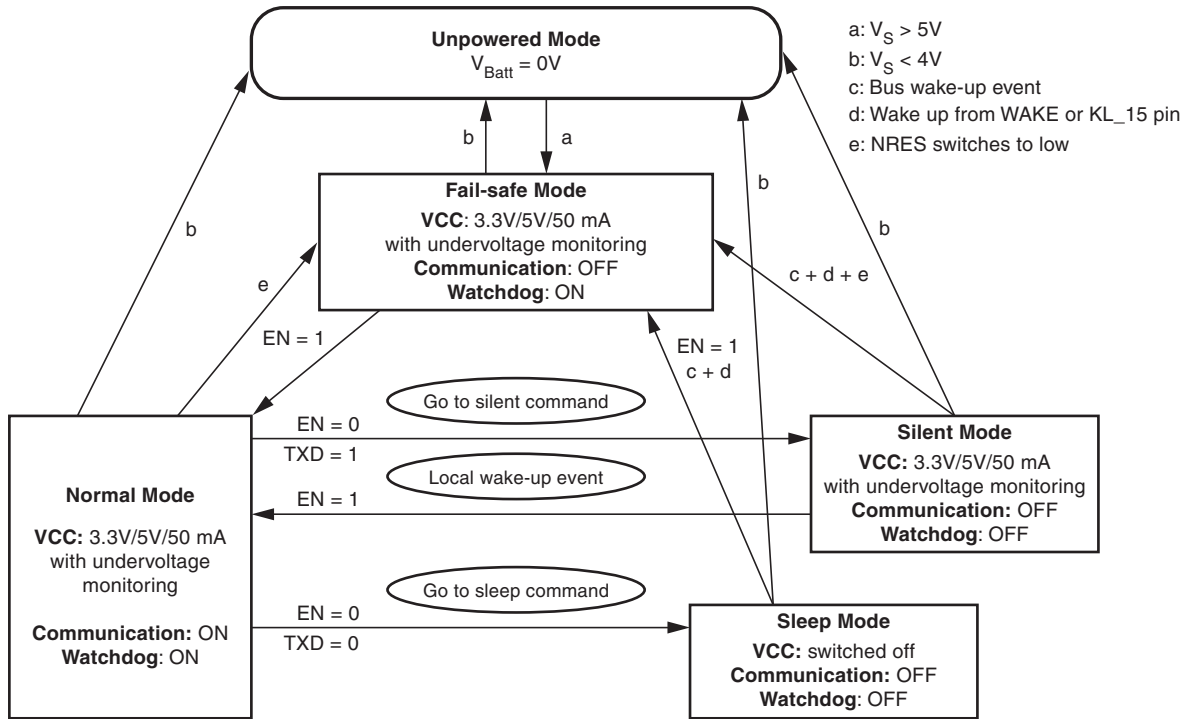 Unpowered Mode
V_Batt = 0V
a: V_S > 5V
b: V_S < 4V
c: Bus wake-up event
d: Wake up from WAKE or KL_15 pin
e: NRES switches to low
b
a
Fail-safe Mode
VCC: 3.3V/5V/50 mA
with undervoltage monitoring
Communication: OFF
Watchdog: ON
b
b
b
e
c + d + e
EN = 1
EN = 1
c + d
Go to silent command
EN = 0
TXD = 1
Local wake-up event
EN = 1
Silent Mode
VCC: 3.3V/5V/50 mA
with undervoltage monitoring
Communication: OFF
Watchdog: OFF
Normal Mode
VCC: 3.3V/5V/50 mA
with undervoltage
monitoring
Communication: ON
Watchdog: ON
Go to sleep command
EN = 0
TXD = 0
Sleep Mode
VCC: switched off
Communication: OFF
Watchdog: OFF